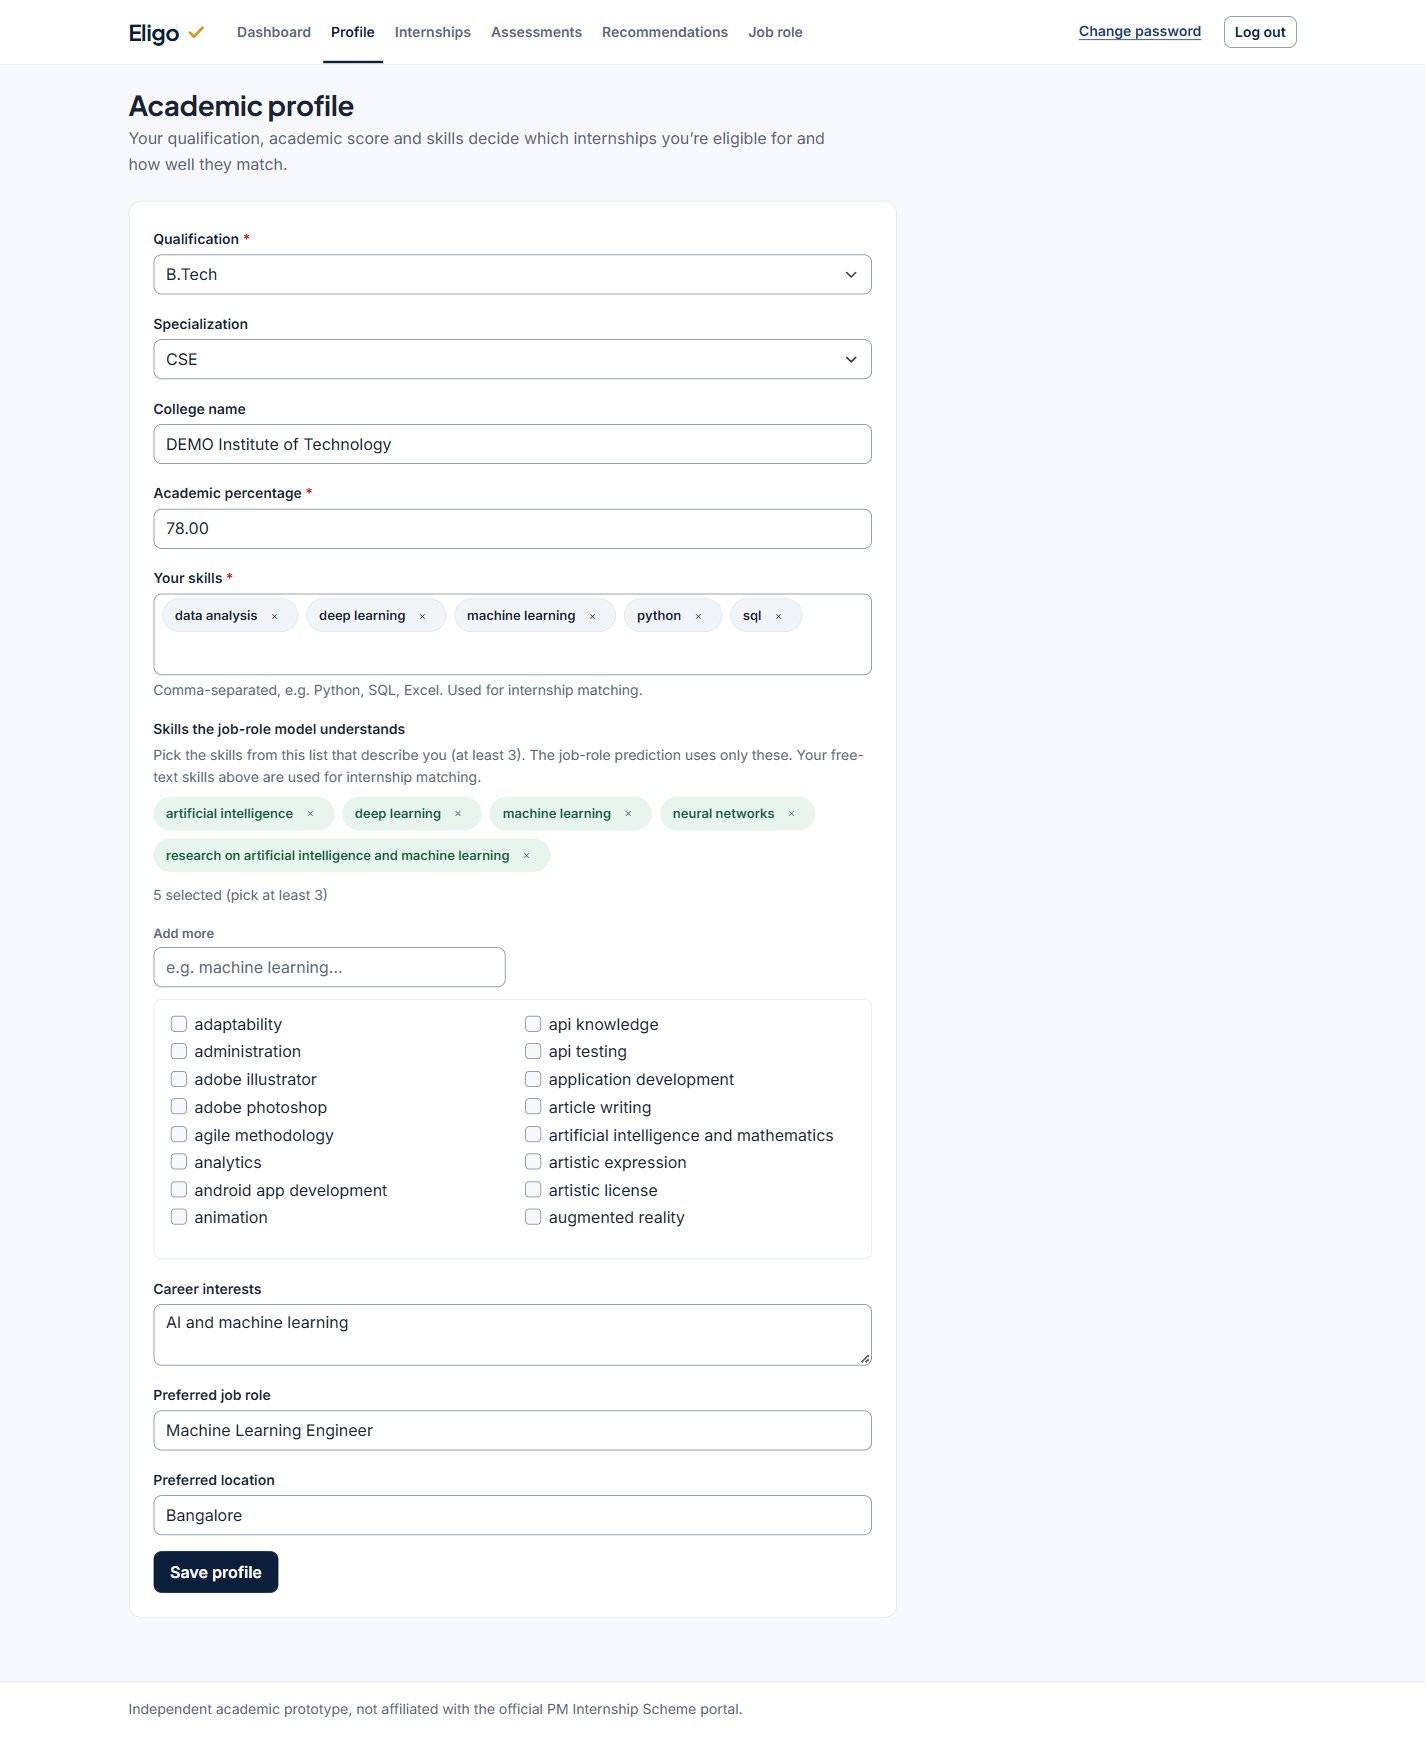 Eligo
Dashboard
Profile
Internships
Assessments
Recommendations
Job role
Change password
Log out
Academic profile
Your qualification, academic score and skills decide which internships you’re eligible for and
how well they match.
Qualification *
B.Tech
Specialization
CSE
College name
DEMO Institute of Technology
Academic percentage *
78.00
Your skills *
data analysis ×
deep learning ×
machine learning ×
python ×
sql ×
Comma-separated, e.g. Python, SQL, Excel. Used for internship matching.
Skills the job-role model understands
Pick the skills from this list that describe you (at least 3). The job-role prediction uses only these. Your free-
text skills above are used for internship matching.
artificial intelligence ×
deep learning ×
machine learning ×
neural networks ×
research on artificial intelligence and machine learning ×
5 selected (pick at least 3)
Add more
e.g. machine learning...
adaptability
administration
adobe illustrator
adobe photoshop
agile methodology
analytics
android app development
animation
api knowledge
api testing
application development
article writing
artificial intelligence and mathematics
artistic expression
artistic license
augmented reality
Career interests
AI and machine learning
Preferred job role
Machine Learning Engineer
Preferred location
Bangalore
Save profile
Independent academic prototype, not affiliated with the official PM Internship Scheme portal.